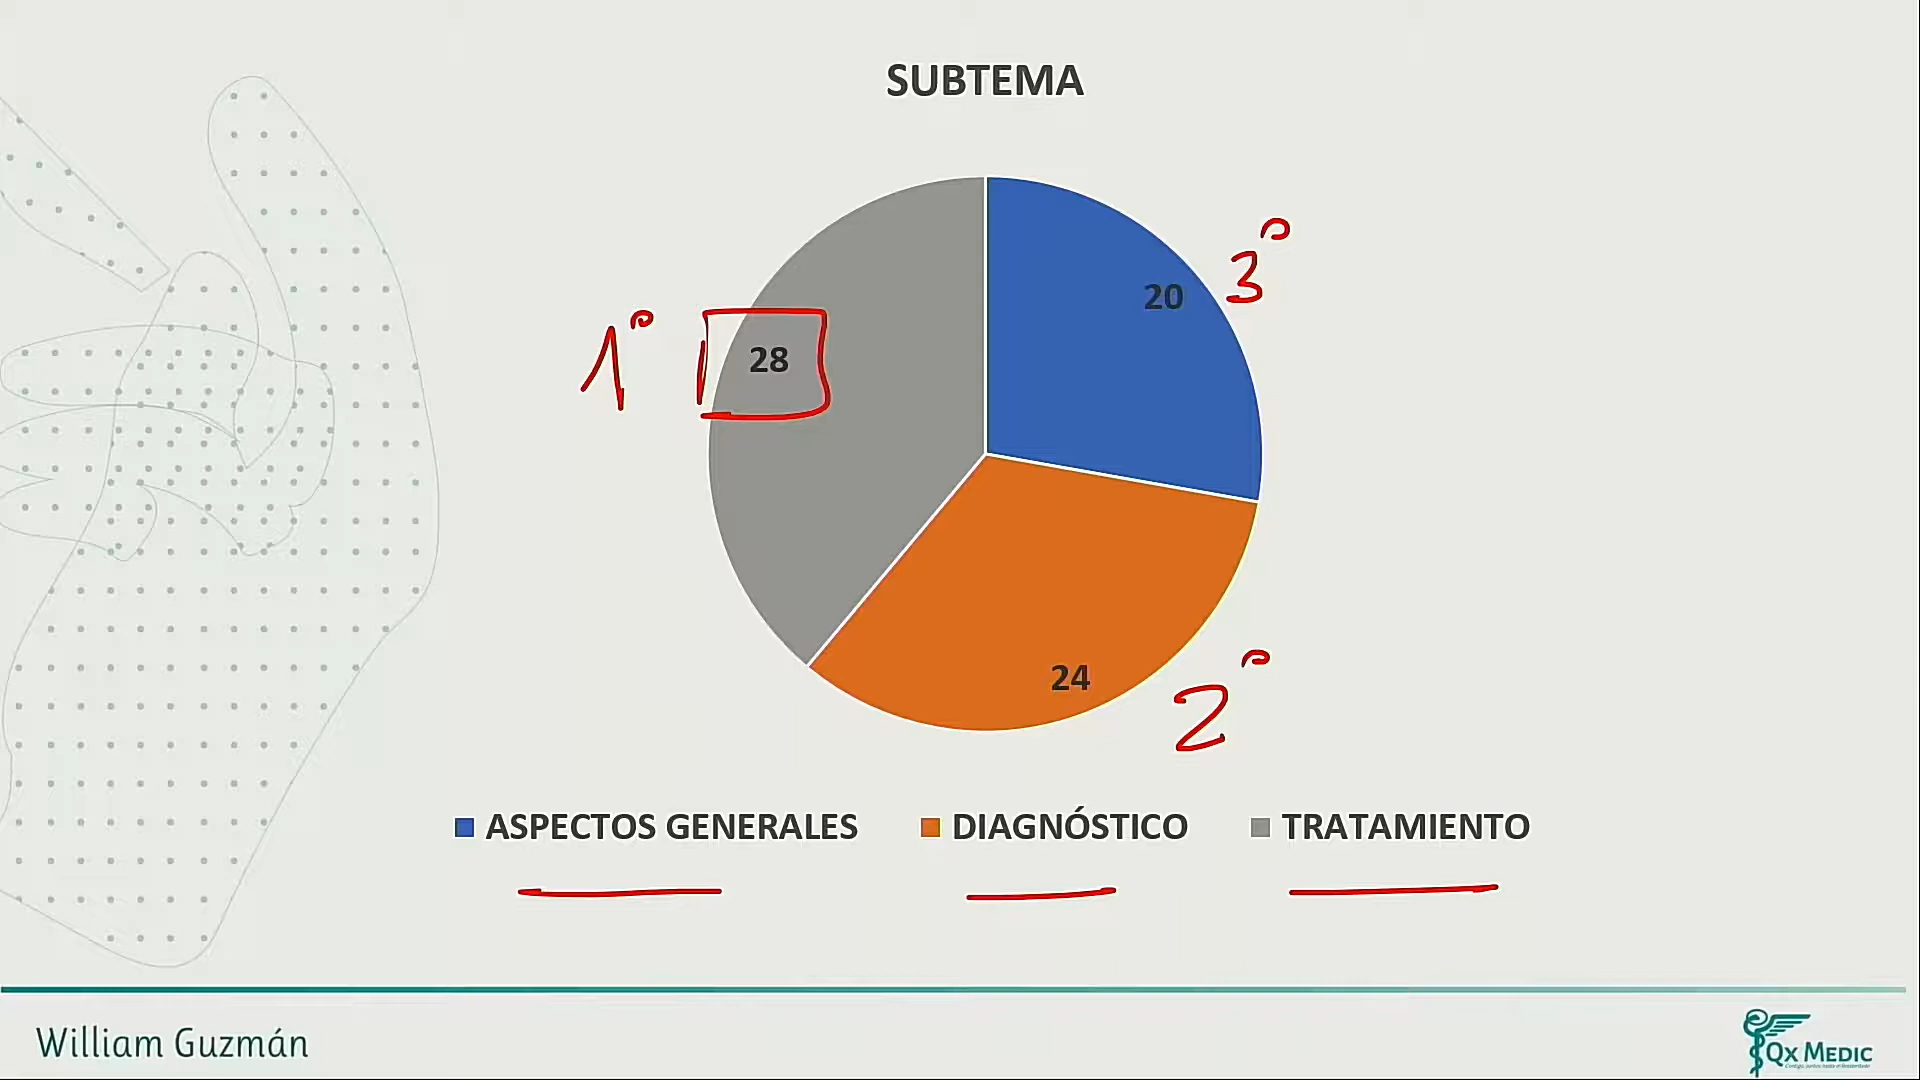 SUBTEMA
20
3°
1°
28
24
2°
ASPECTOS GENERALES
DIAGNÓSTICO
TRATAMIENTO
William Guzmán
QX MEDIC